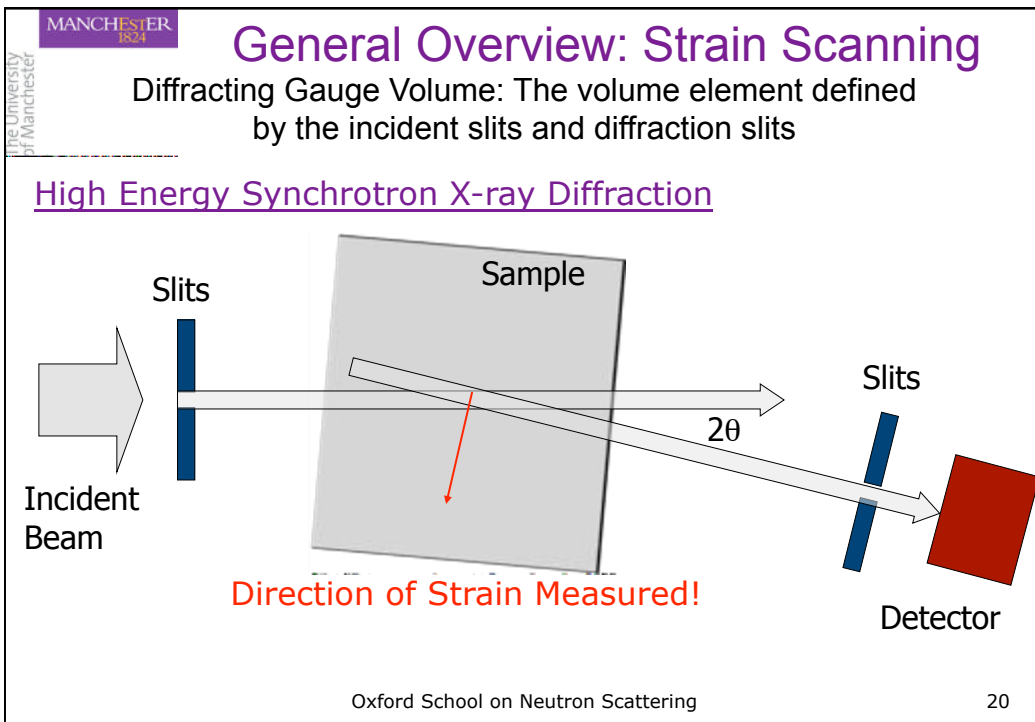 MANCHESTER
1824
The University
of Manchester
General Overview: Strain Scanning
Diffracting Gauge Volume: The volume element defined
by the incident slits and diffraction slits
High Energy Synchrotron X-ray Diffraction
Sample
Slits
Slits
2θ
Incident
Beam
Direction of Strain Measured!
Detector
Oxford School on Neutron Scattering
20